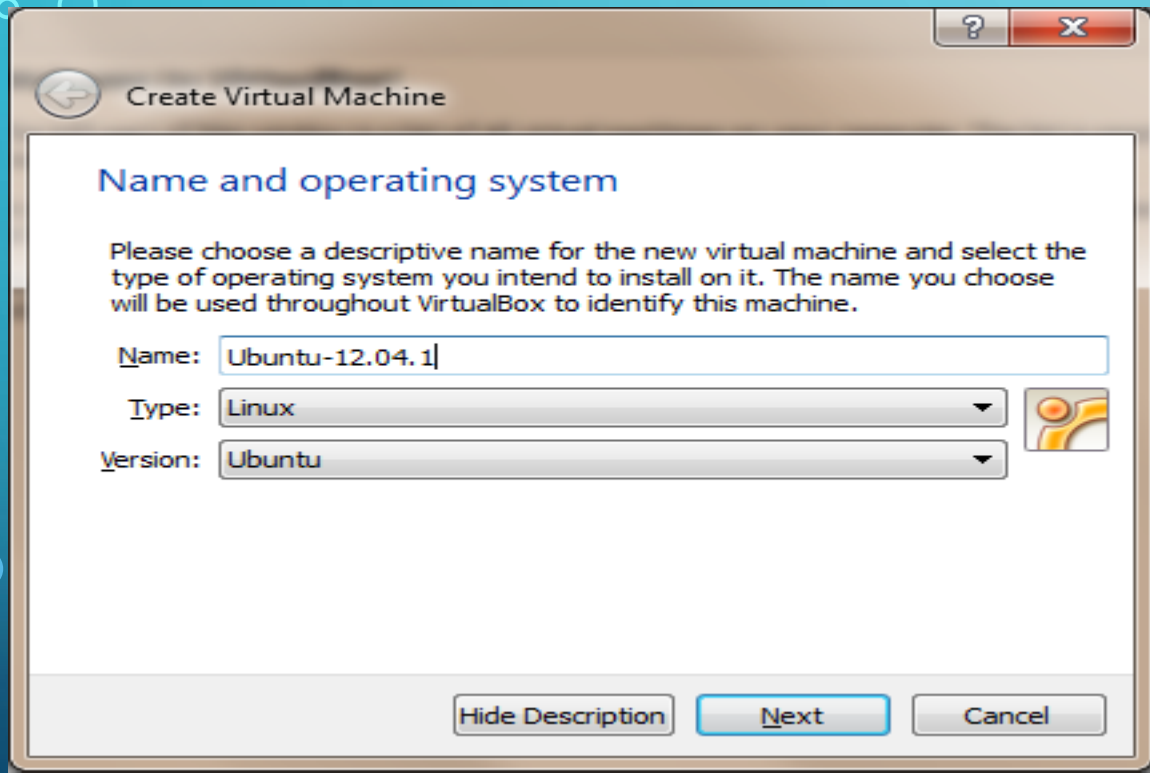 ?
Create Virtual Machine
Name and operating system
Please choose a descriptive name for the new virtual machine and select the
type of operating system you intend to install on it. The name you choose
will be used throughout VirtualBox to identify this machine.
Name: Ubuntu-12.04.1
Type: Linux
Version: Ubuntu
Hide Description Next Cancel